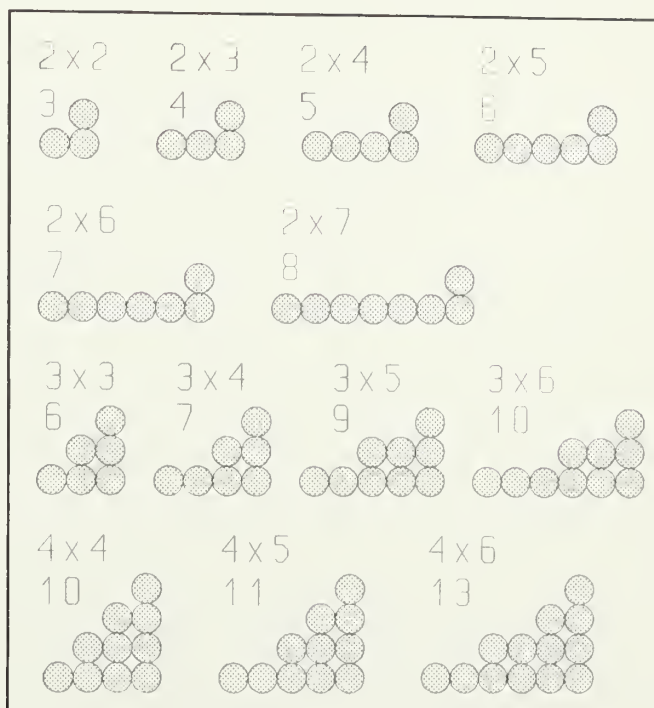 2 x 2 2 x 3 2 x 4 2 x 5
3 4 5 6
2 x 6 2 x 7
7 8
3 x 3 3 x 4 3 x 5 3 x 6
6 7 9 10
4 x 4 4 x 5 4 x 6
10 11 13